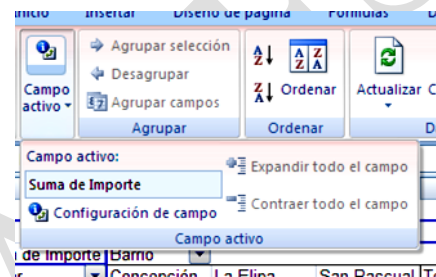 Inicio Insertar Diseño de página Fórmulas
Campo activo
Agrupar selección
Desagrupar
Agrupar campos
Agrupar
Ordenar
Ordenar
Actualizar
Campo activo:
Suma de Importe
Configuración de campo
Expandir todo el campo
Contraer todo el campo
Campo activo
de Importe Barrio
Concepción La Elipa San Pascual